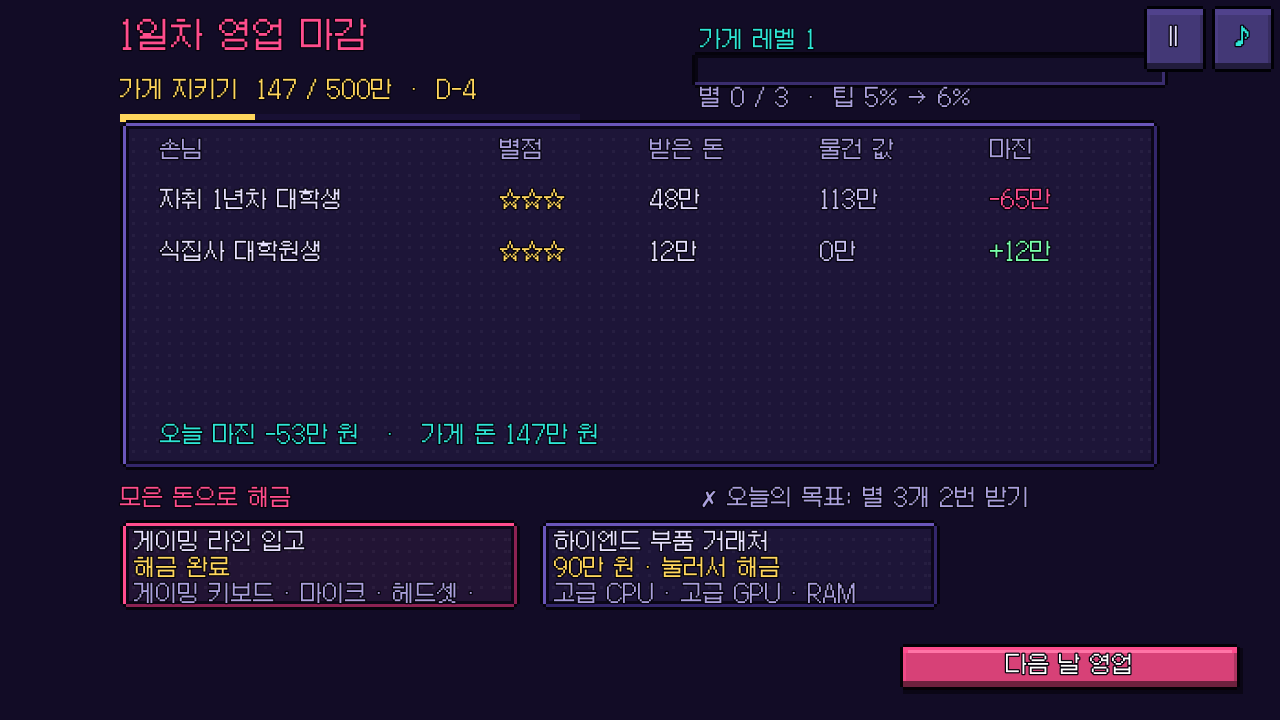 1일차 영업 마감
가게 레벨 1
가게 지키기 147 / 500만 · D-4
별 0 / 3 · 팁 5% → 6%
손님 별점 받은 돈 물건 값 마진
자취 1년차 대학생 ☆☆☆ 48만 113만 -65만
식집사 대학원생 ☆☆☆ 12만 0만 +12만
오늘 마진 -53만 원 · 가게 돈 147만 원
모은 돈으로 해금
✗ 오늘의 목표: 별 3개 2번 받기
게이밍 라인 입고
해금 완료
게이밍 키보드 · 마이크 · 헤드셋 ·
하이엔드 부품 거래처
90만 원 · 눌러서 해금
고급 CPU · 고급 GPU · RAM
다음 날 영업